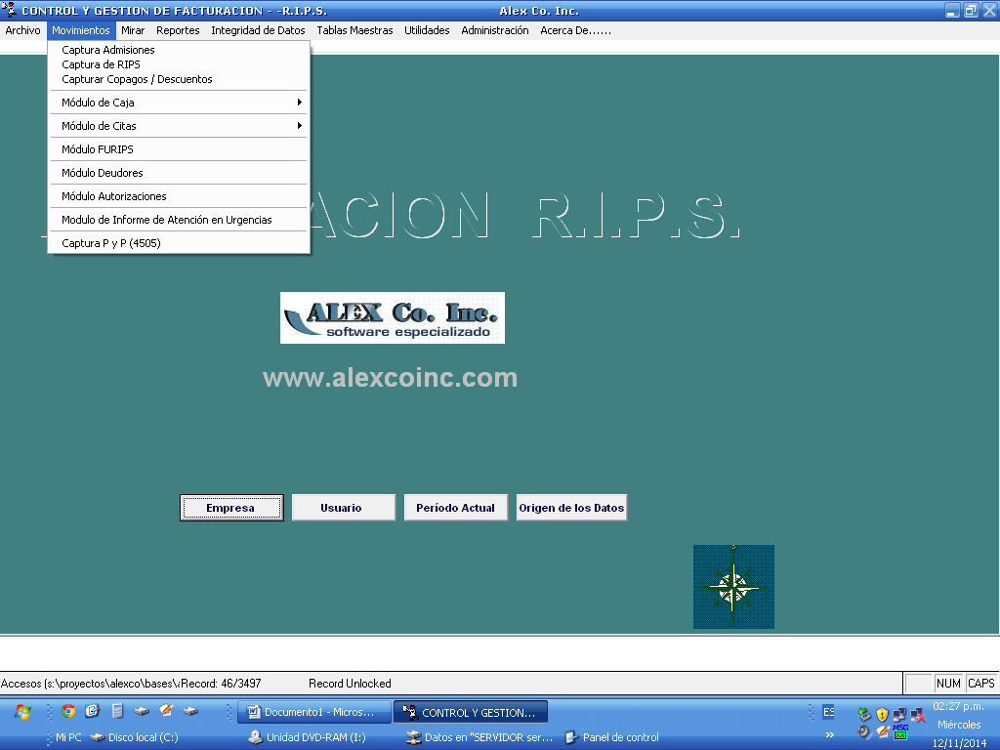 CONTROL Y GESTION DE FACTURACION - -R.I.P.S. Alex Co. Inc.
Archivo Movimientos Mirar Reportes Integridad de Datos Tablas Maestras Utilidades Administración Acerca De......
Captura Admisiones
Captura de RIPS
Capturar Copagos / Descuentos
Módulo de Caja
Módulo de Citas
Módulo FURIPS
Módulo Deudores
Módulo Autorizaciones
Modulo de Informe de Atención en Urgencias
Captura P y P (4505)
ACION R.I.P.S.
ALEX Co. Inc.
software especializado
www.alexcoinc.com
Empresa Usuario Período Actual Origen de los Datos
Accesos (s:\proyectos\alexco\bases\ Record: 46/3497 Record Unlocked NUM CAPS
Documento1 - Micros... CONTROL Y GESTION... ES 02:27 p.m.
Mi PC Disco local (C:) Unidad DVD-RAM (I:) Datos en "SERVIDOR ser... Panel de control » MSG Miércoles
12/11/2014